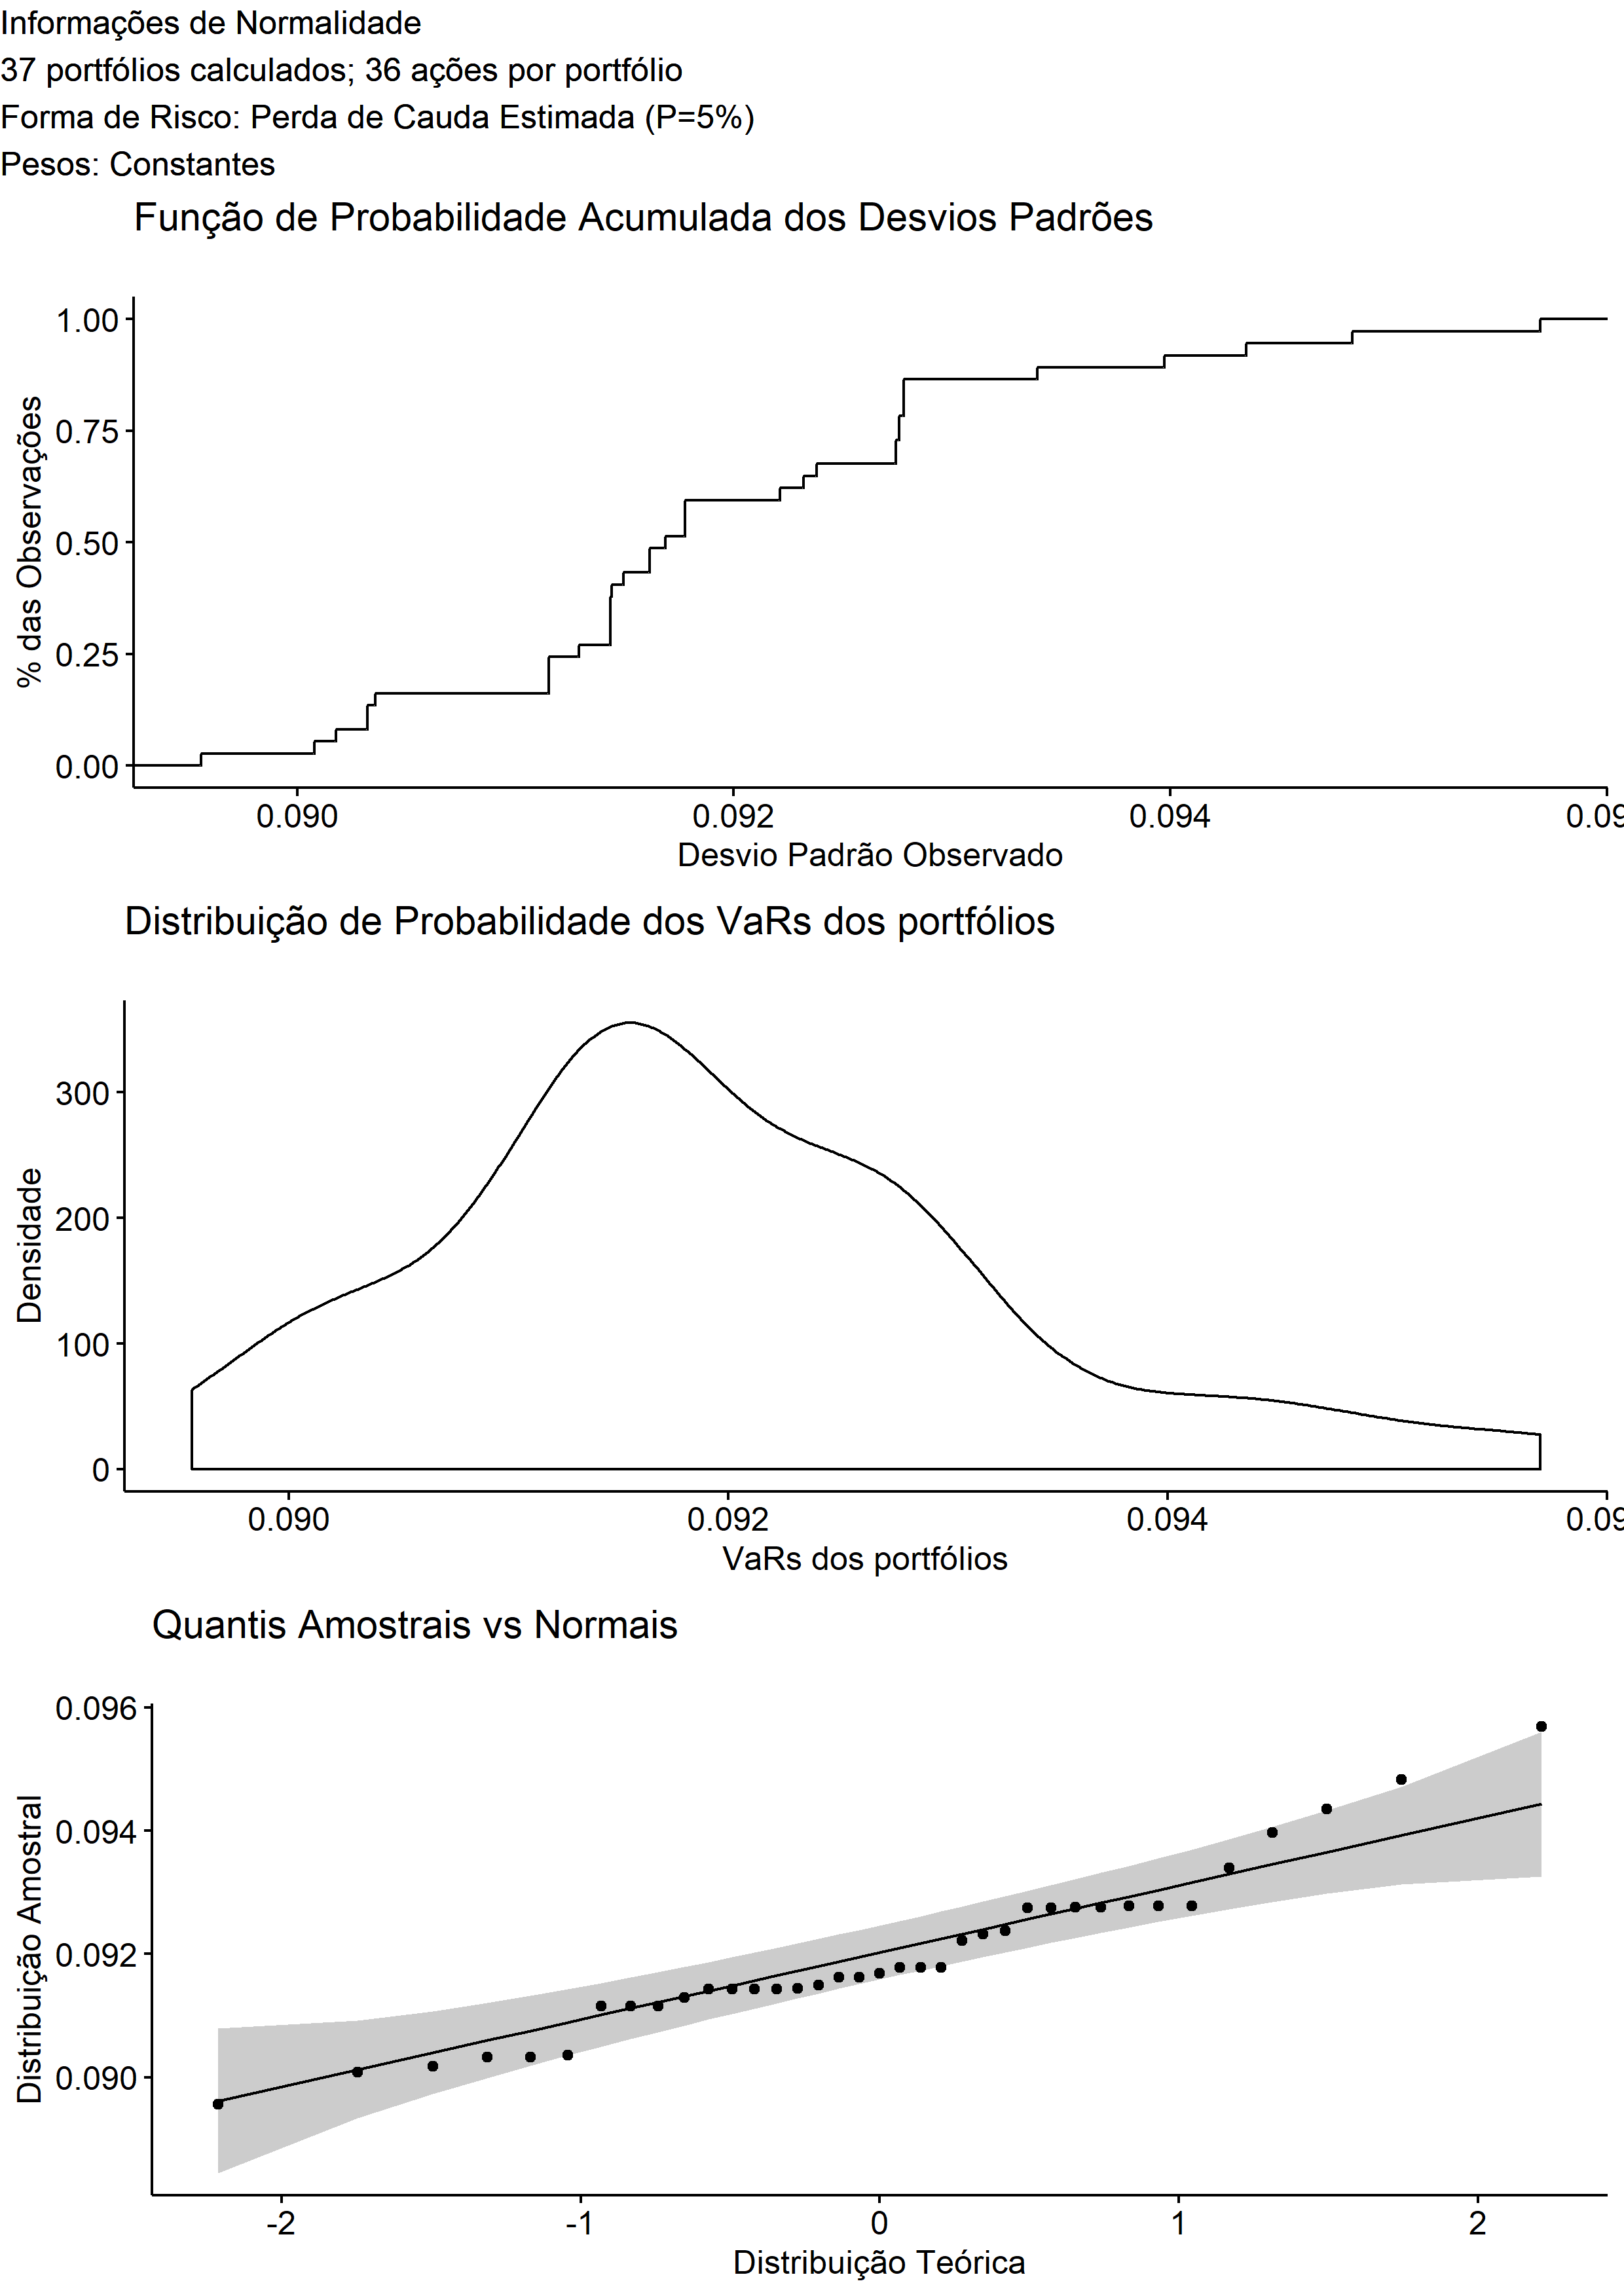 Informações de Normalidade
37 portfólios calculados; 36 ações por portfólio
Forma de Risco: Perda de Cauda Estimada (P=5%)
Pesos: Constantes
Função de Probabilidade Acumulada dos Desvios Padrões
% das Observações
1.00
0.75
0.50
0.25
0.00
0.090 0.092 0.094 0.09
Desvio Padrão Observado
Distribuição de Probabilidade dos VaRs dos portfólios
Densidade
300
200
100
0
0.090 0.092 0.094 0.09
VaRs dos portfólios
Quantis Amostrais vs Normais
Distribuição Amostral
0.096
0.094
0.092
0.090
-2 -1 0 1 2
Distribuição Teórica